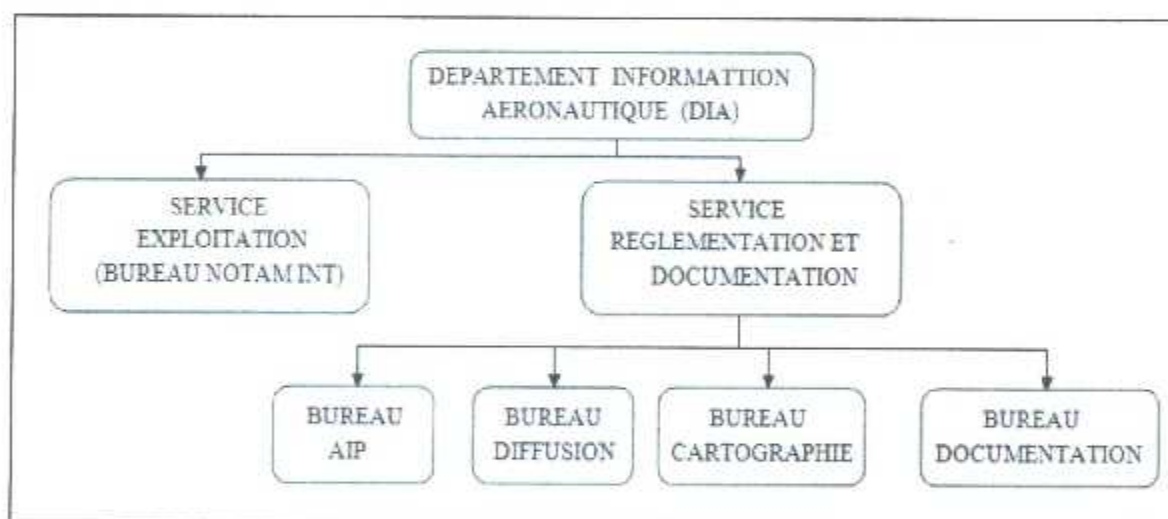 DEPARTEMENT INFORMATTION
AERONAUTIQUE (DIA)
SERVICE
EXPLOITATION
(BUREAU NOTAM INT)
SERVICE
REGLEMENTATION ET
DOCUMENTATION
BUREAU
AIP
BUREAU
DIFFUSION
BUREAU
CARTOGRAPHIE
BUREAU
DOCUMENTATION